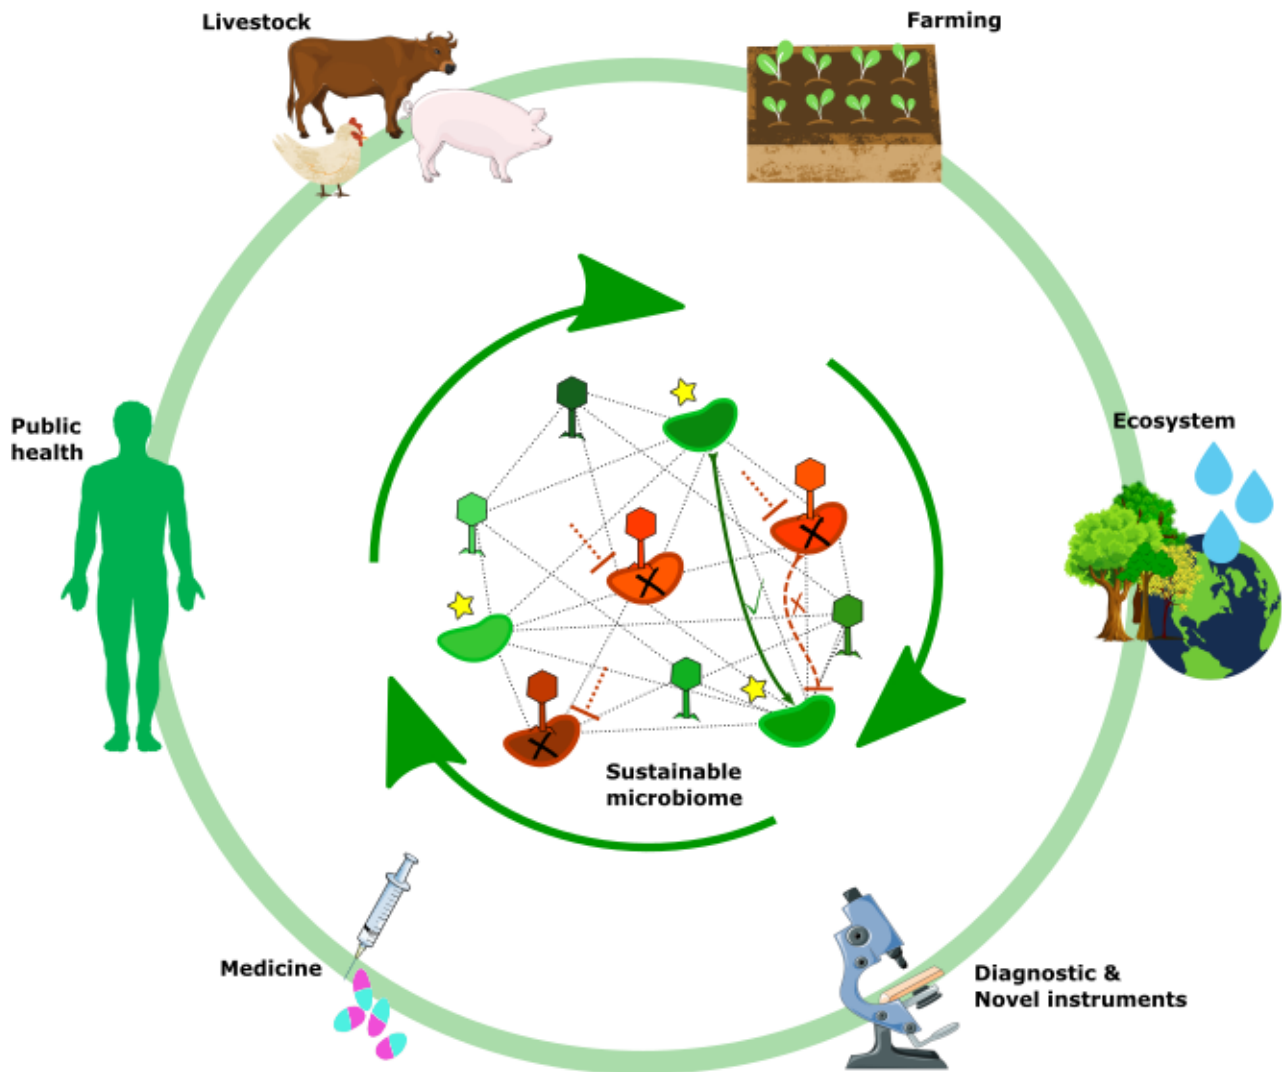 Livestock
Farming
Public
health
Ecosystem
Sustainable
microbiome
Medicine
Diagnostic &
Novel instruments